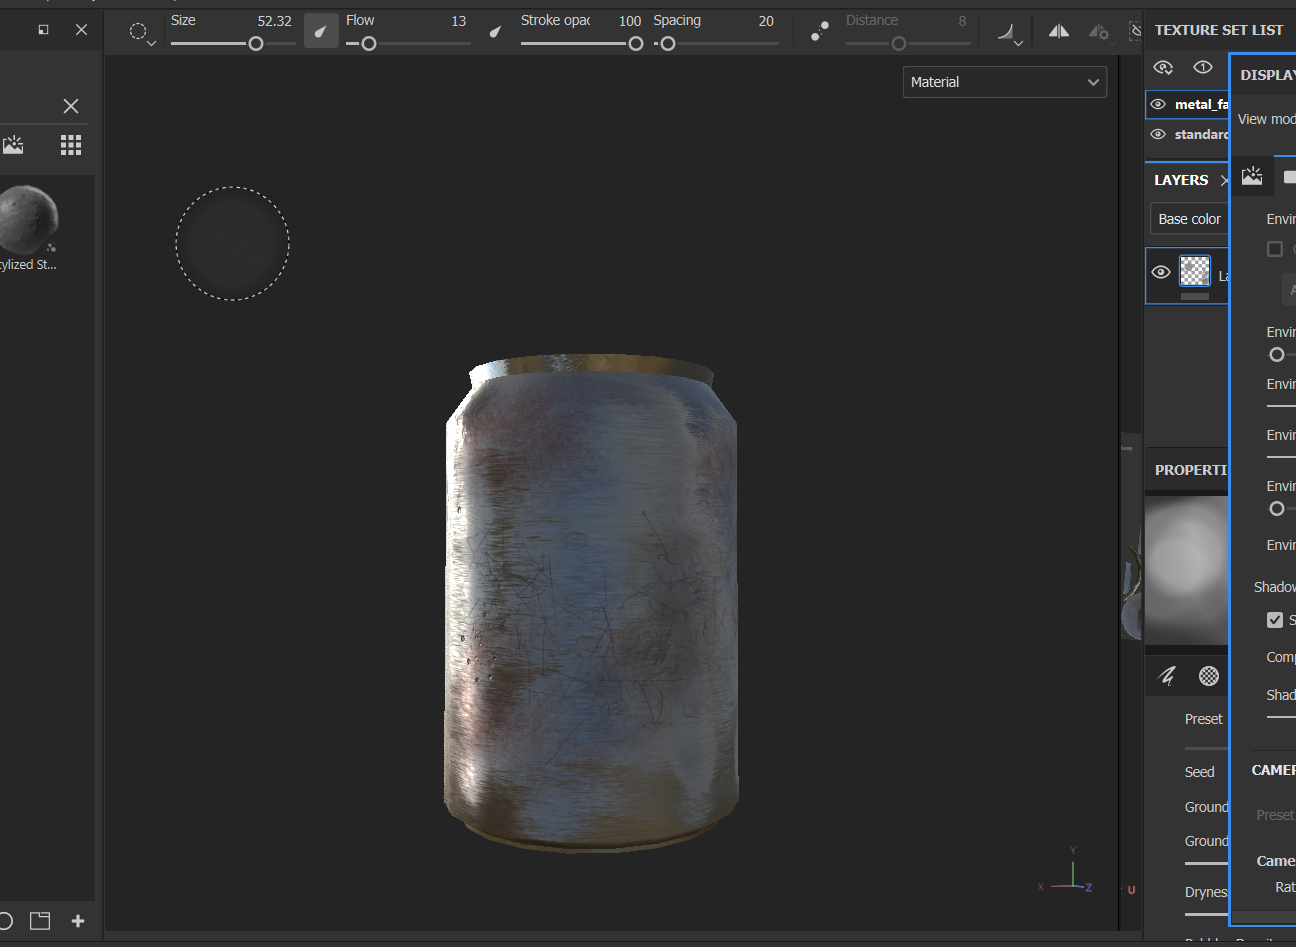 Size 52.32 Flow 13 Stroke opac 100 Spacing 20 Distance 8
Material
tylized St...
TEXTURE SET LIST
1
metal_fa
standard
LAYERS
Base color
La
DISPLAY
View mod
Envir
Envir
Envir
Envir
Envir
Envir
Shadow
S
Comp
Shad
CAMER
Preset
Came
Rat
PROPERTI
Preset
Seed
Ground
Ground
Drynes
Y
X
Z
U